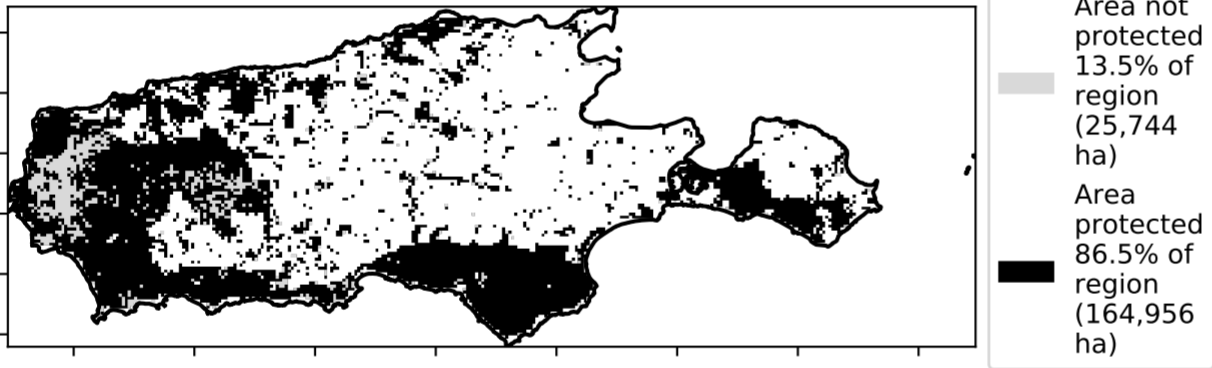 Area not
protected
13.5% of
region
(25,744
ha)
Area
protected
86.5% of
region
(164,956
ha)